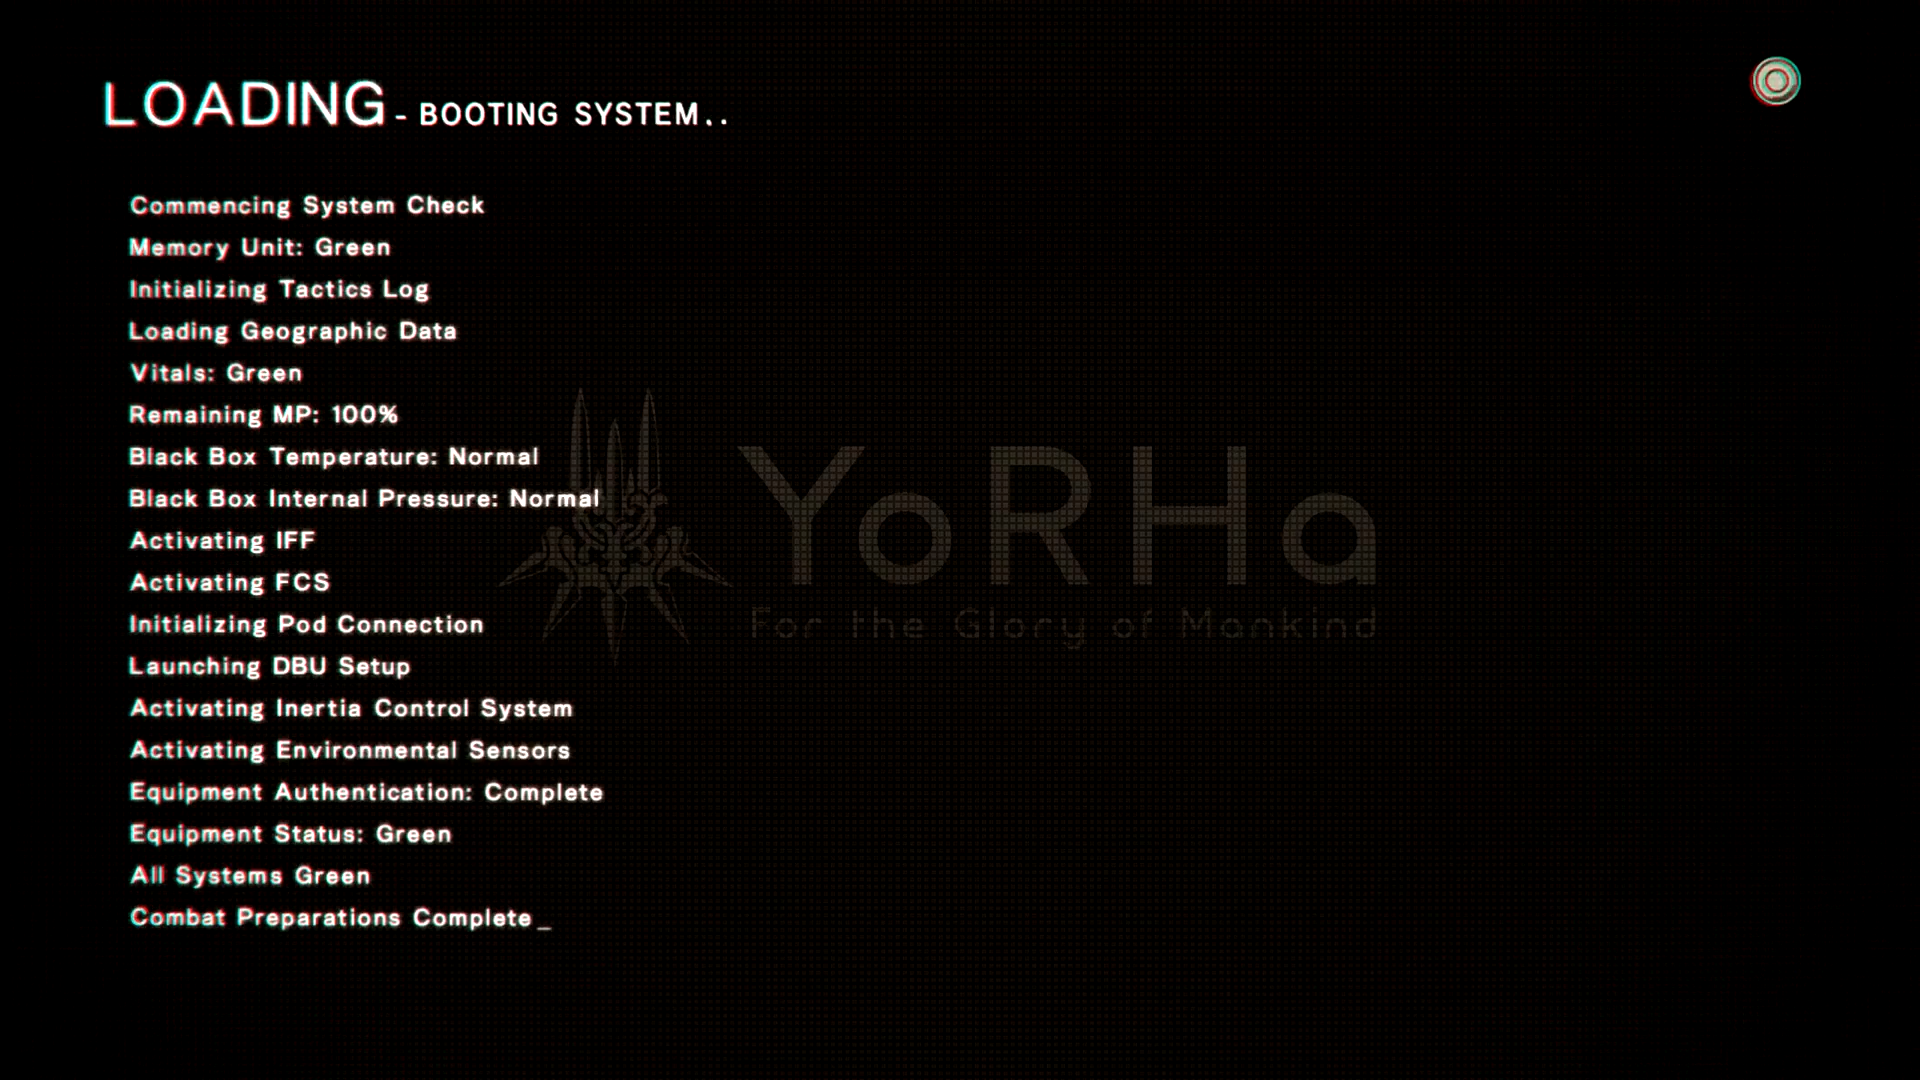 LOADING - BOOTING SYSTEM..
Commencing System Check
Memory Unit: Green
Initializing Tactics Log
Loading Geographic Data
Vitals: Green
Remaining MP: 100%
Black Box Temperature: Normal
Black Box Internal Pressure: Normal
Activating IFF
Activating FCS
Initializing Pod Connection
Launching DBU Setup
Activating Inertia Control System
Activating Environmental Sensors
Equipment Authentication: Complete
Equipment Status: Green
All Systems Green
Combat Preparations Complete_
YoRHa
For the Glory of Mankind